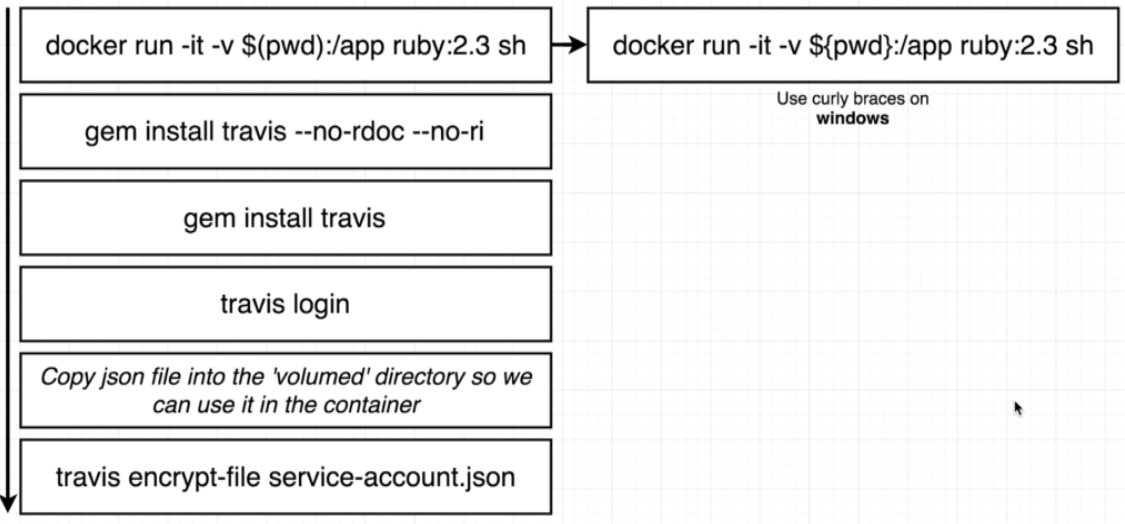 docker run -it -v $(pwd):/app ruby:2.3 sh
docker run -it -v ${pwd}:/app ruby:2.3 sh
Use curly braces on
windows
gem install travis --no-rdoc --no-ri
gem install travis
travis login
Copy json file into the 'volumed' directory so we
can use it in the container
travis encrypt-file service-account.json